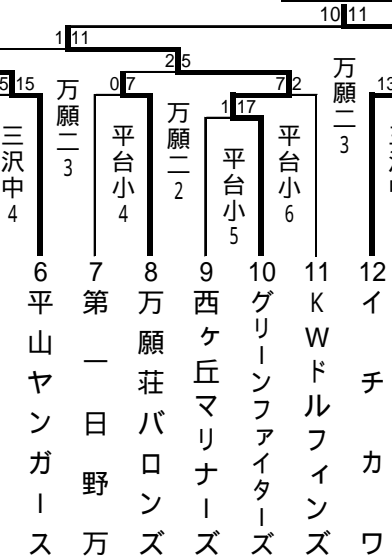 10 11
1 11
2 5
5 15
0 7
7 2
1 17
13
万願二3
万願二2
万願二3
三沢中4
平台小4
平台小5
平台小6
6 7 8 9 10 11 12
平山ヤンガース
第一日野万
万願荘バロンズ
西ヶ丘マリナーズ
グリーンファイターズ
KWドルフィンズ
イチカワ